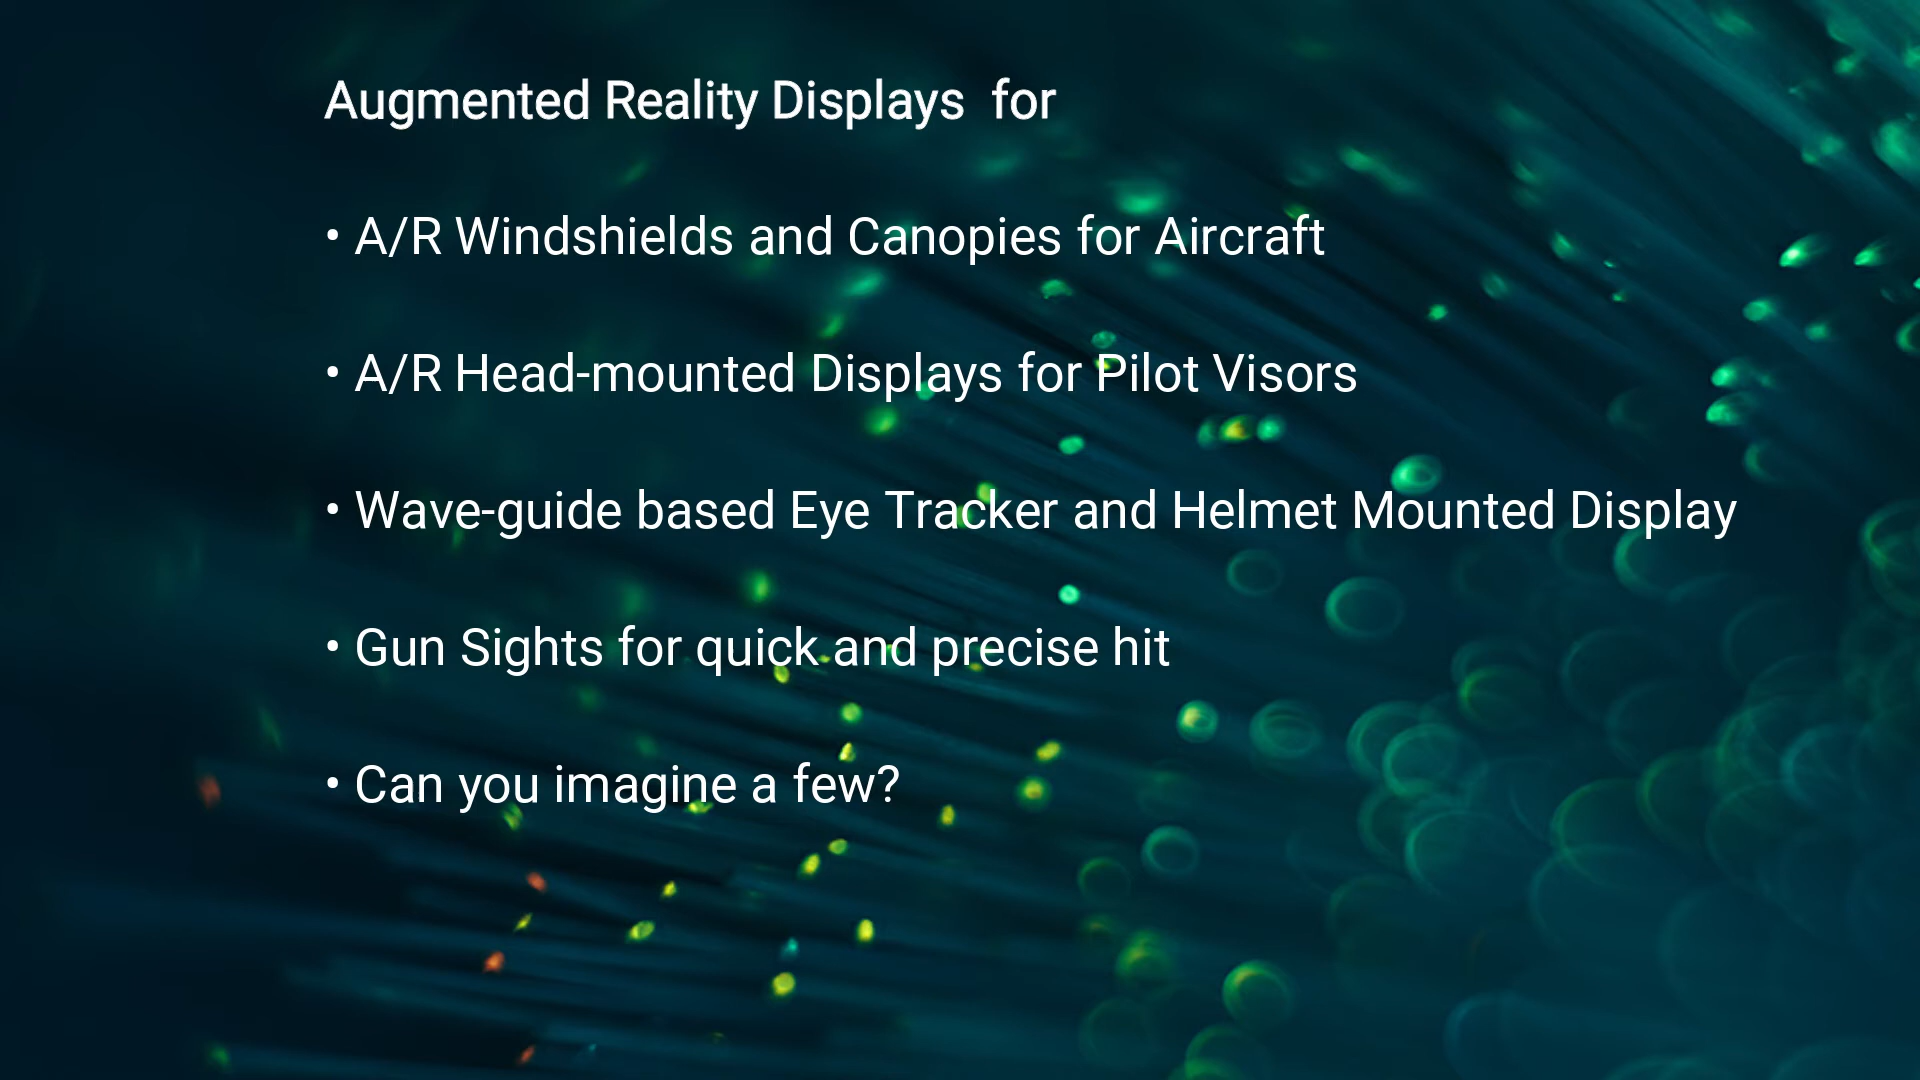 Augmented Reality Displays  for
• A/R Windshields and Canopies for Aircraft
• A/R Head-mounted Displays for Pilot Visors
• Wave-guide based Eye Tracker and Helmet Mounted Display
• Gun Sights for quick and precise hit
• Can you imagine a few?